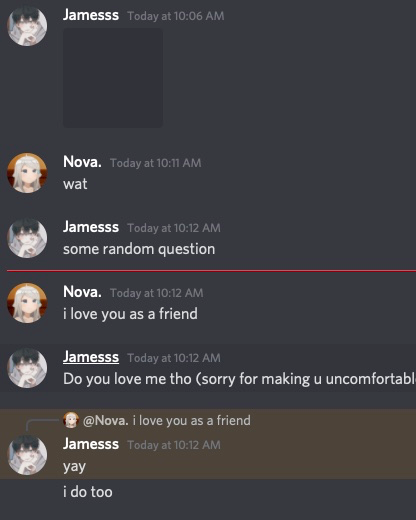 Jamesss Today at 10:06 AM
Nova. Today at 10:11 AM
wat
Jamesss Today at 10:12 AM
some random question
Nova. Today at 10:12 AM
i love you as a friend
Jamesss Today at 10:12 AM
Do you love me tho (sorry for making u uncomfortabl
@Nova. i love you as a friend
Jamesss Today at 10:12 AM
yay
i do too